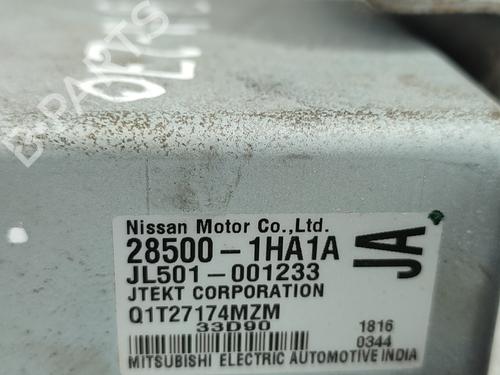 B-PARTS
Nissan Motor Co.,Ltd.
28500-1HA1A
JA
JL501-001233
JTEKT CORPORATION
Q1T27174MZM
33D90
1816
0344
MITSUBISHI ELECTRIC AUTOMOTIVE INDIA